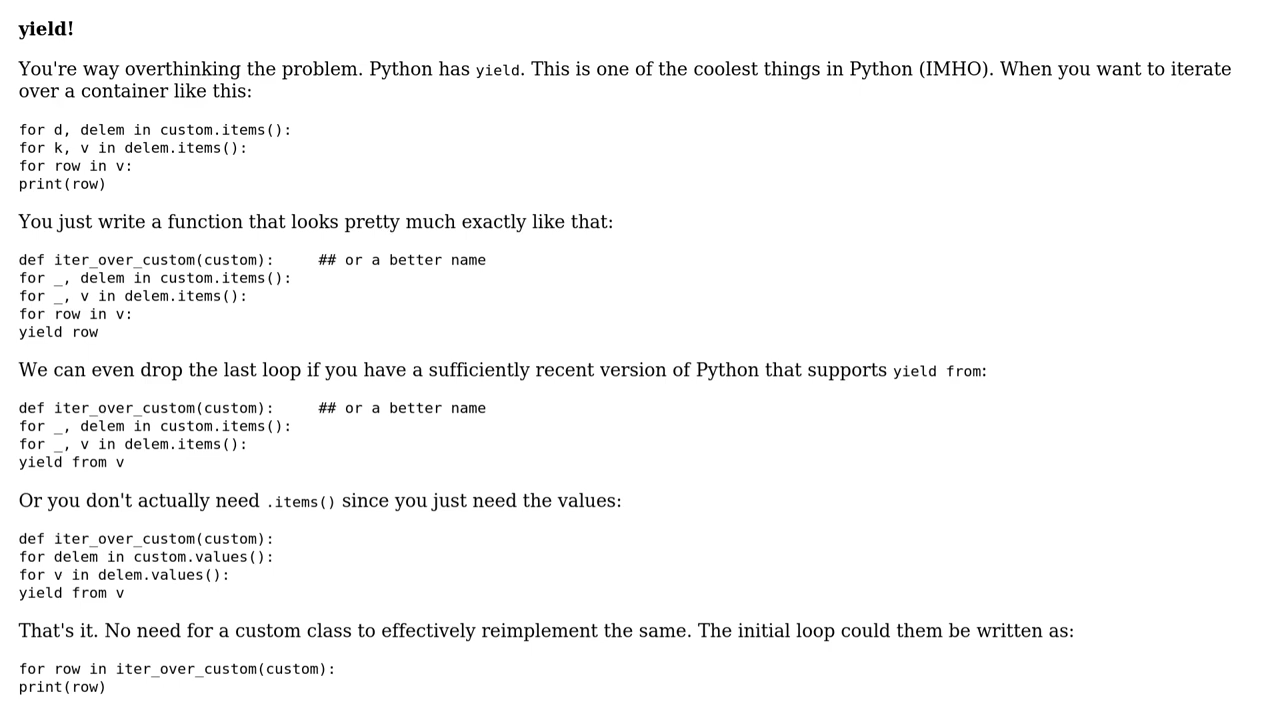 yield!
You're way overthinking the problem. Python has yield. This is one of the coolest things in Python (IMHO). When you want to iterate
over a container like this:
for d, delem in custom.items():
for k, v in delem.items():
for row in v:
print(row)
You just write a function that looks pretty much exactly like that:
def iter_over_custom(custom):     ## or a better name
for _, delem in custom.items():
for _, v in delem.items():
for row in v:
yield row
We can even drop the last loop if you have a sufficiently recent version of Python that supports yield from:
def iter_over_custom(custom):     ## or a better name
for _, delem in custom.items():
for _, v in delem.items():
yield from v
Or you don't actually need .items() since you just need the values:
def iter_over_custom(custom):
for delem in custom.values():
for v in delem.values():
yield from v
That's it. No need for a custom class to effectively reimplement the same. The initial loop could them be written as:
for row in iter_over_custom(custom):
print(row)